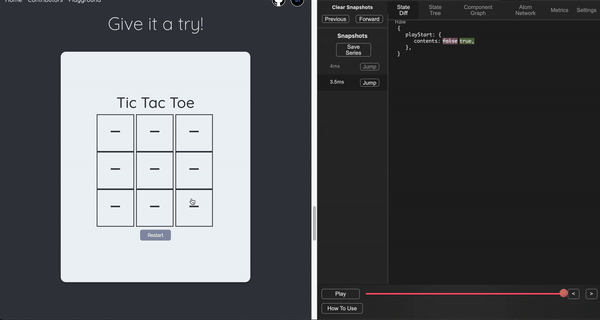 Home Contributors Playground
Give it a try!
Tic Tac Toe
— — —
— — —
— — —
Restart
Clear Snapshots
Previous Forward
Snapshots
Save Series
4ms Jump
3.5ms Jump
State Diff
State Tree
Component Graph
Atom Network
Metrics
Settings
Raw
{
playStart: {
contents: false true,
},
}
Play
< >
How To Use